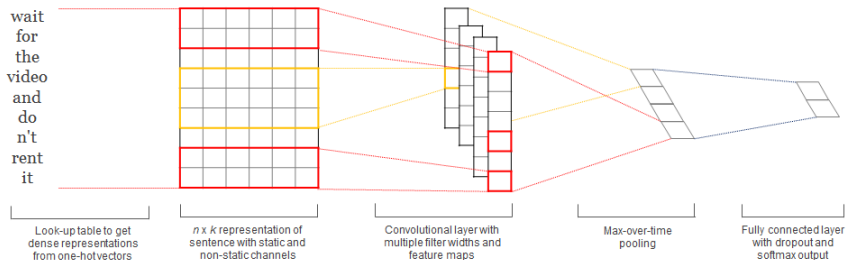 wait
for
the
video
and
do
n't
rent
it
Look-up table to get
dense representations
from one-hotvectors
n x k representation of
sentence with static and
non-static channels
Convolutional layer with
multiple filter widths and
feature maps
Max-over-time
pooling
Fully connected layer
with dropout and
softmax output